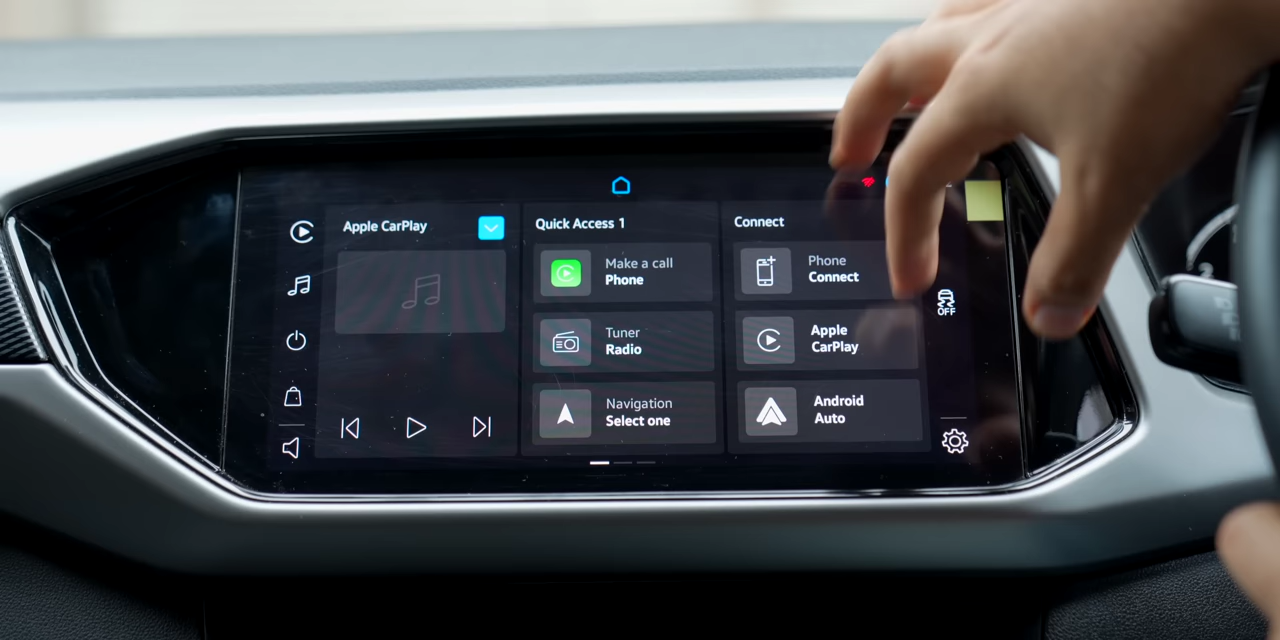 Apple CarPlay
Quick Access 1
Make a call
Phone
Tuner
Radio
Navigation
Select one
Connect
Phone
Connect
Apple
CarPlay
Android
Auto
OFF
2